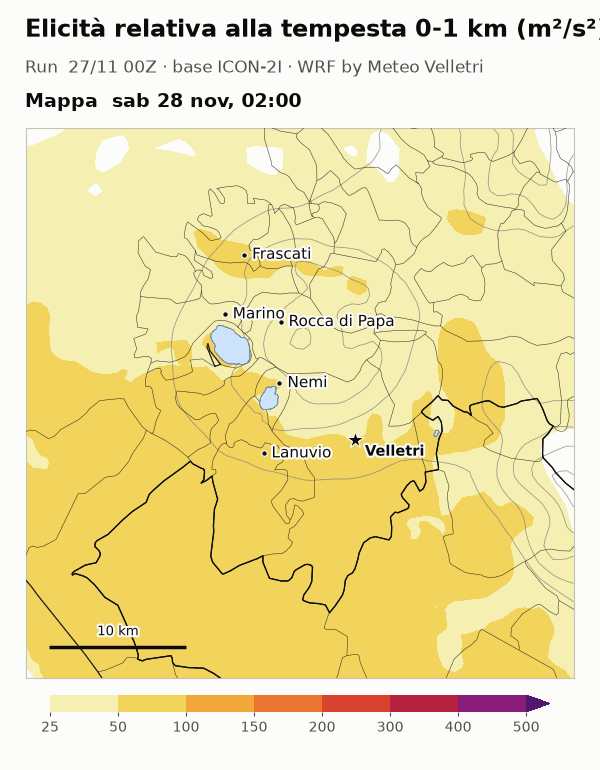 Elicità relativa alla tempesta 0-1 km (m²/s²)
Run 27/11 00Z · base ICON-2I · WRF by Meteo Velletri
Mappa sab 28 nov, 02:00
Frascati
Marino
Rocca di Papa
Nemi
Velletri
Lanuvio
10 km
25 50 100 150 200 300 400 500